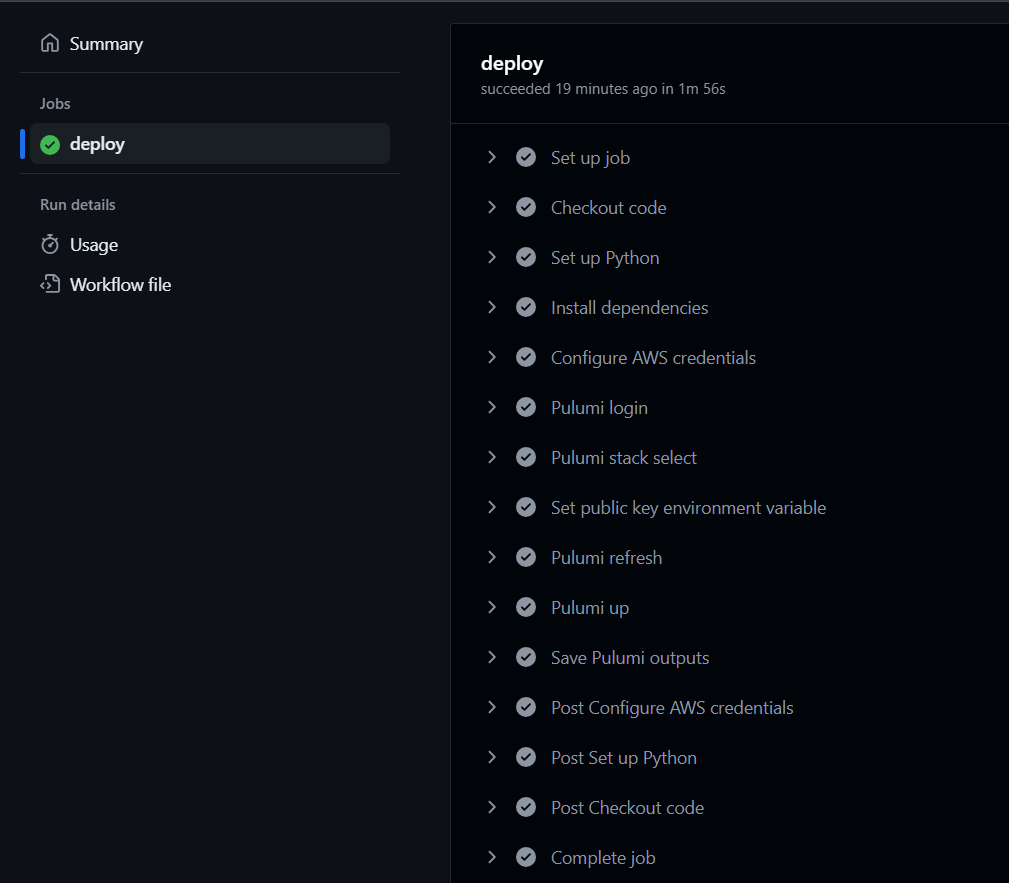 Summary
Jobs
deploy
Run details
Usage
Workflow file
deploy
succeeded 19 minutes ago in 1m 56s
Set up job
Checkout code
Set up Python
Install dependencies
Configure AWS credentials
Pulumi login
Pulumi stack select
Set public key environment variable
Pulumi refresh
Pulumi up
Save Pulumi outputs
Post Configure AWS credentials
Post Set up Python
Post Checkout code
Complete job